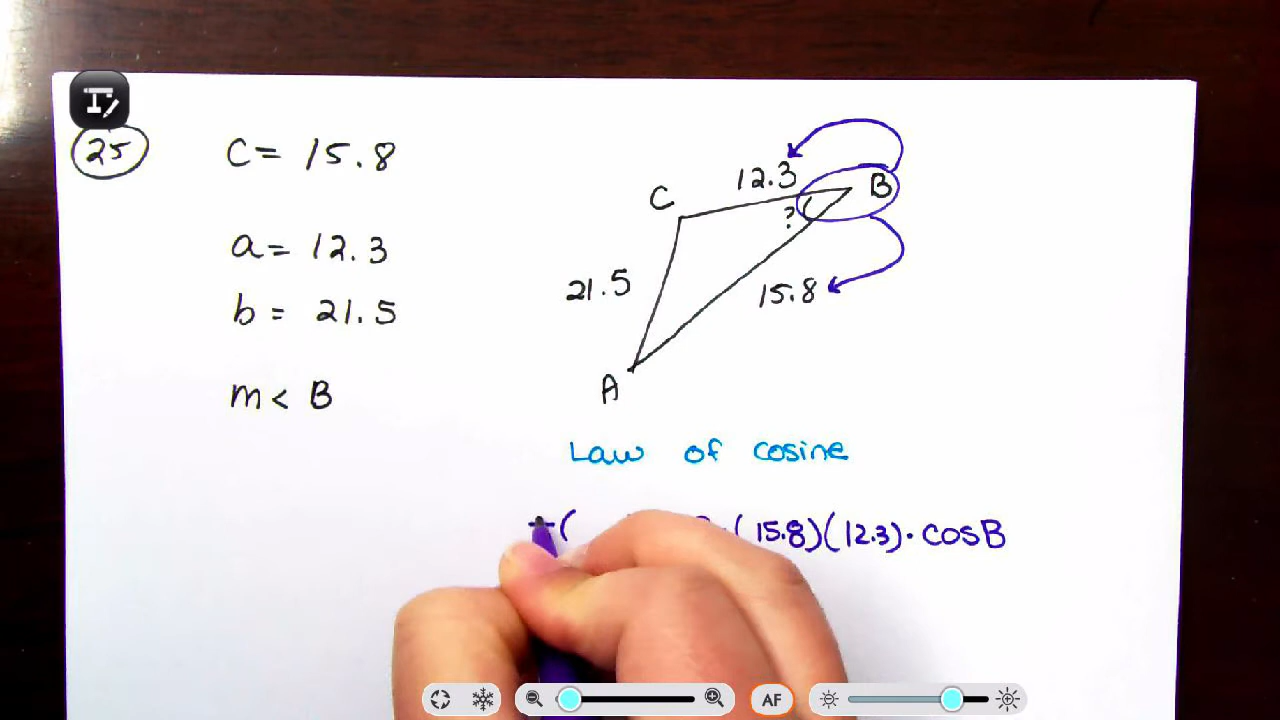 25
C = 15.8
a = 12.3
b = 21.5
m < B
12.3
B
C
?
21.5
15.8
A
Law of cosine
+ ( (15.8)(12.3) · cosB
AF